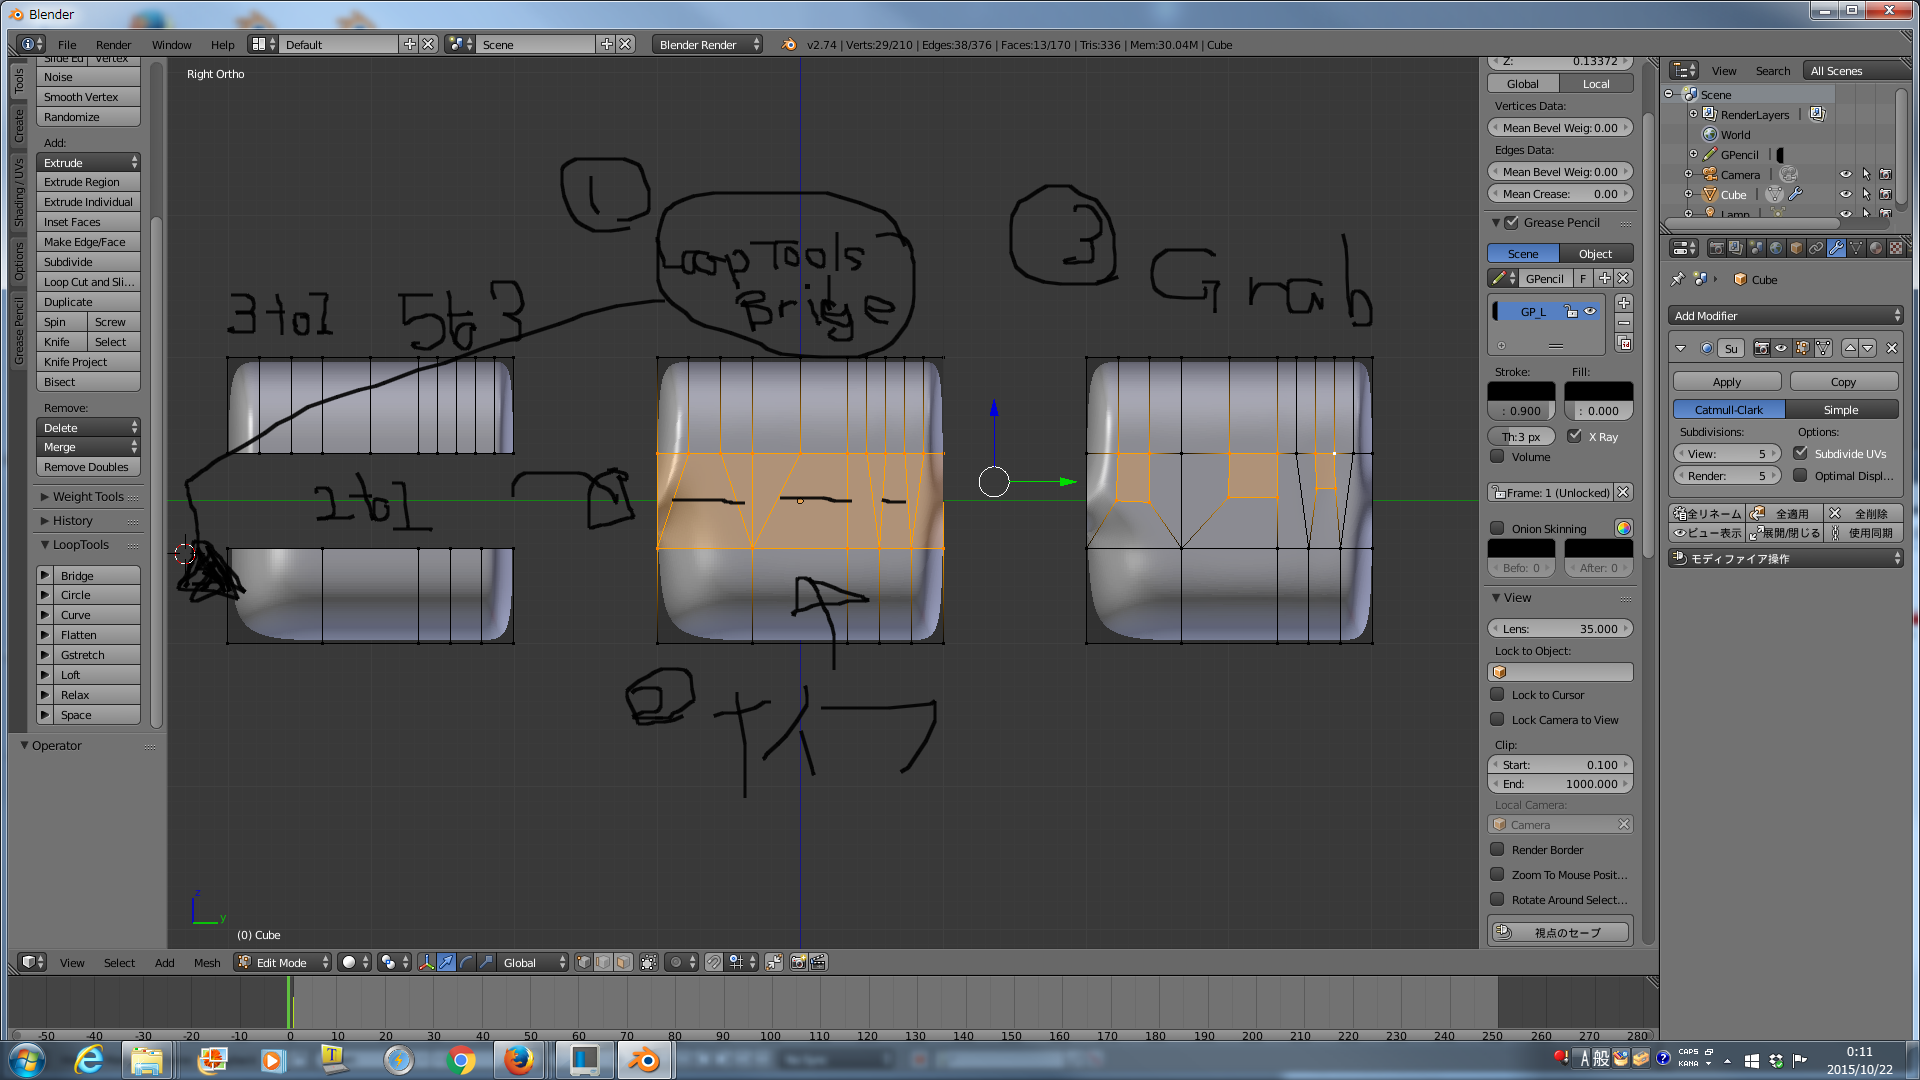 Blender
File Render Window Help Default Scene Blender Render v2.74 | Verts:29/210 | Edges:38/376 | Faces:13/170 | Tris:336 | Mem:30.04M | Cube
Tools
Create
Shading / UVs
Options
Grease Pencil
Slide Ed Vertex
Noise
Smooth Vertex
Randomize
Add:
Extrude
Extrude Region
Extrude Individual
Inset Faces
Make Edge/Face
Subdivide
Loop Cut and Sli...
Duplicate
Spin Screw
Knife Select
Knife Project
Bisect
Remove:
Delete
Merge
Remove Doubles
Weight Tools
History
LoopTools
Bridge
Circle
Curve
Flatten
Gstretch
Loft
Relax
Space
Operator
Right Ortho
1
LoopTools
Bridge
3
Grab
3to1 5to3
2to1
2
ナイフ
z
y
(0) Cube
Z: 0.13372
Global Local
Vertices Data:
Mean Bevel Weig: 0.00
Edges Data:
Mean Bevel Weig: 0.00
Mean Crease: 0.00
Grease Pencil
Scene Object
GPencil F
GP_L
Stroke: Fill:
: 0.900 : 0.000
Th: 3 px X Ray
Volume
Frame: 1 (Unlocked)
Onion Skinning
Befo: 0 After: 0
View
Lens: 35.000
Lock to Object:
Lock to Cursor
Lock Camera to View
Clip:
Start: 0.100
End: 1000.000
Local Camera:
Camera
Render Border
Zoom To Mouse Posit...
Rotate Around Select...
視点のセーブ
View Search All Scenes
Scene
RenderLayers
World
GPencil
Camera
Cube
Lamp
Cube
Add Modifier
Su
Apply Copy
Catmull-Clark Simple
Subdivisions: Options:
View: 5 Subdivide UVs
Render: 5 Optimal Displ...
全リネーム 全適用 全削除
ビュー表示 展開/閉じる 使用同期
モディファイア操作
View Select Add Mesh Edit Mode Global
-50 -40 -30 -20 -10 0 10 20 30 40 50 60 70 80 90 100 110 120 130 140 150 160 170 180 190 200 210 220 230 240 250 260 270 280
A 般 CAPS KANA
0:11
2015/10/22